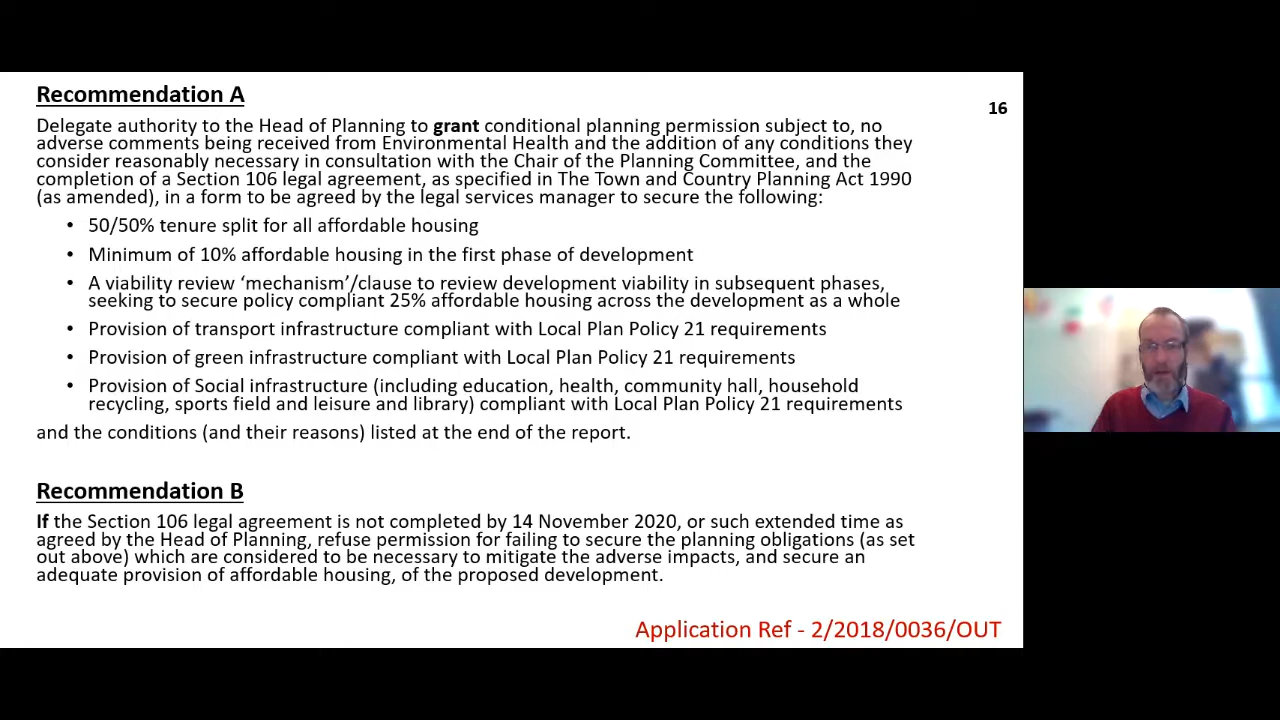 Recommendation A
16
Delegate authority to the Head of Planning to grant conditional planning permission subject to, no
adverse comments being received from Environmental Health and the addition of any conditions they
consider reasonably necessary in consultation with the Chair of the Planning Committee, and the
completion of a Section 106 legal agreement, as specified in The Town and Country Planning Act 1990
(as amended), in a form to be agreed by the legal services manager to secure the following:
• 50/50% tenure split for all affordable housing
• Minimum of 10% affordable housing in the first phase of development
• A viability review ‘mechanism’/clause to review development viability in subsequent phases,
seeking to secure policy compliant 25% affordable housing across the development as a whole
• Provision of transport infrastructure compliant with Local Plan Policy 21 requirements
• Provision of green infrastructure compliant with Local Plan Policy 21 requirements
• Provision of Social infrastructure (including education, health, community hall, household
recycling, sports field and leisure and library) compliant with Local Plan Policy 21 requirements
and the conditions (and their reasons) listed at the end of the report.
Recommendation B
If the Section 106 legal agreement is not completed by 14 November 2020, or such extended time as
agreed by the Head of Planning, refuse permission for failing to secure the planning obligations (as set
out above) which are considered to be necessary to mitigate the adverse impacts, and secure an
adequate provision of affordable housing, of the proposed development.
Application Ref - 2/2018/0036/OUT